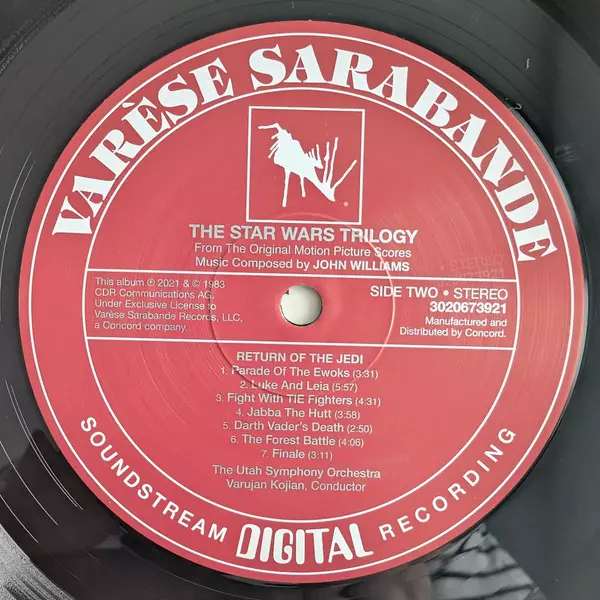 VARÈSE SARABANDE
THE STAR WARS TRILOGY
From The Original Motion Picture Scores
Music Composed by JOHN WILLIAMS
This album ℗ 2021 & © 1983
CDR Communications AG.
Under Exclusive License to
Varèse Sarabande Records, LLC,
a Concord company.
SIDE TWO • STEREO
3020673921
Manufactured and
Distributed by Concord.
RETURN OF THE JEDI
1. Parade Of The Ewoks (3:31)
2. Luke And Leia (5:57)
3. Fight With TIE Fighters (4:31)
4. Jabba The Hutt (3:58)
5. Darth Vader's Death (2:50)
6. The Forest Battle (4:06)
7. Finale (3:11)
The Utah Symphony Orchestra
Varujan Kojian, Conductor
SOUNDSTREAM DIGITAL RECORDING